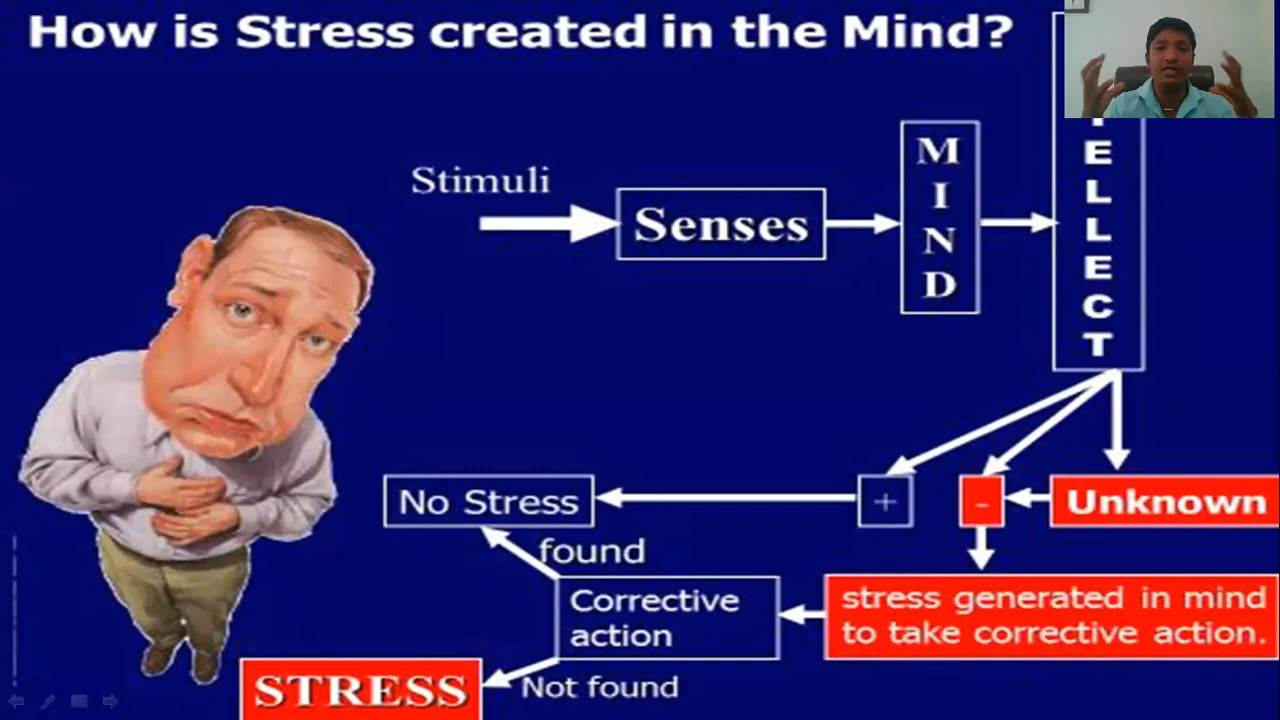 How is Stress created in the Mind?
Stimuli
Senses
MIND
ELLECT
No Stress
+
-
Unknown
found
Corrective
action
stress generated in mind
to take corrective action.
STRESS
Not found